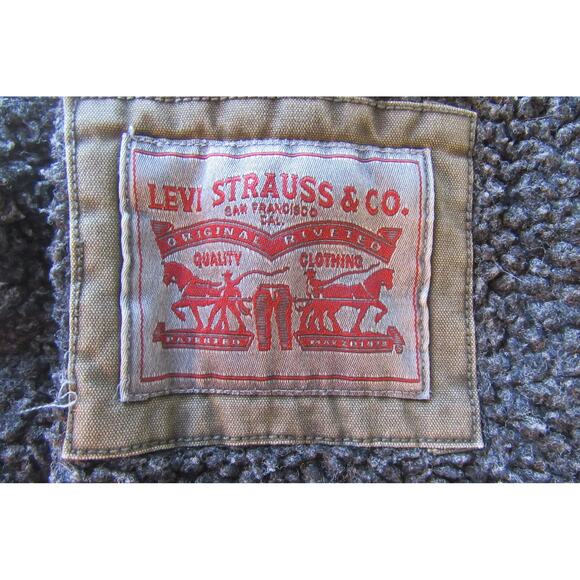 LEVI STRAUSS & CO.
SAN FRANCISCO
CAL.
ORIGINAL RIVETED
QUALITY CLOTHING
PATENTED MAY 20 1873